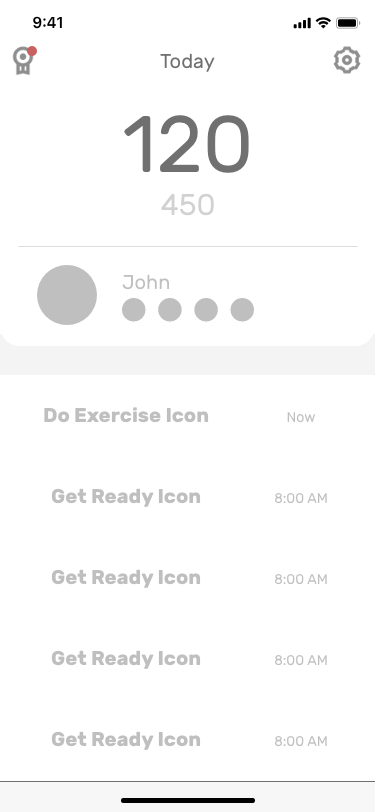 9:41
Today
120
450
John
Do Exercise Icon Now
Get Ready Icon 8:00 AM
Get Ready Icon 8:00 AM
Get Ready Icon 8:00 AM
Get Ready Icon 8:00 AM